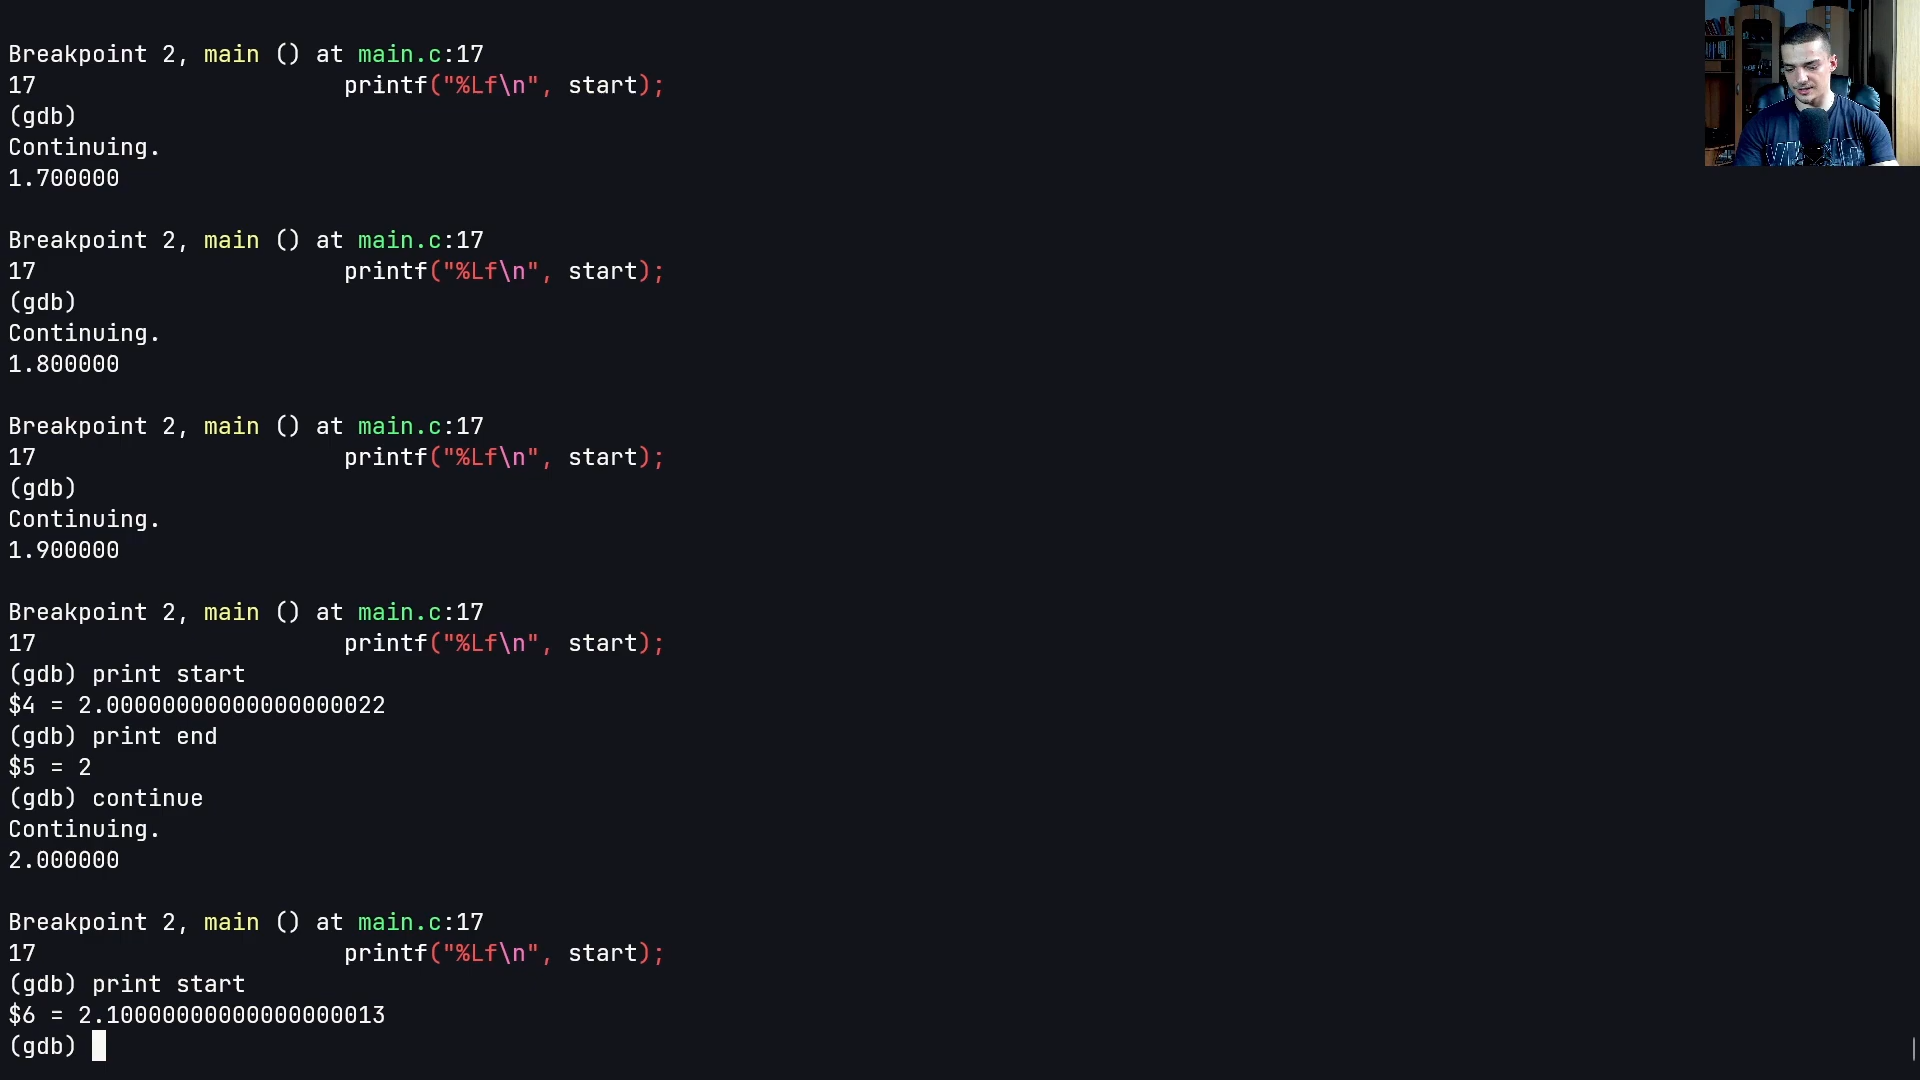 Breakpoint 2, main () at main.c:17
17 printf("%Lf\n", start);
(gdb)
Continuing.
1.700000
Breakpoint 2, main () at main.c:17
17 printf("%Lf\n", start);
(gdb)
Continuing.
1.800000
Breakpoint 2, main () at main.c:17
17 printf("%Lf\n", start);
(gdb)
Continuing.
1.900000
Breakpoint 2, main () at main.c:17
17 printf("%Lf\n", start);
(gdb) print start
$4 = 2.00000000000000000022
(gdb) print end
$5 = 2
(gdb) continue
Continuing.
2.000000
Breakpoint 2, main () at main.c:17
17 printf("%Lf\n", start);
(gdb) print start
$6 = 2.10000000000000000013
(gdb)